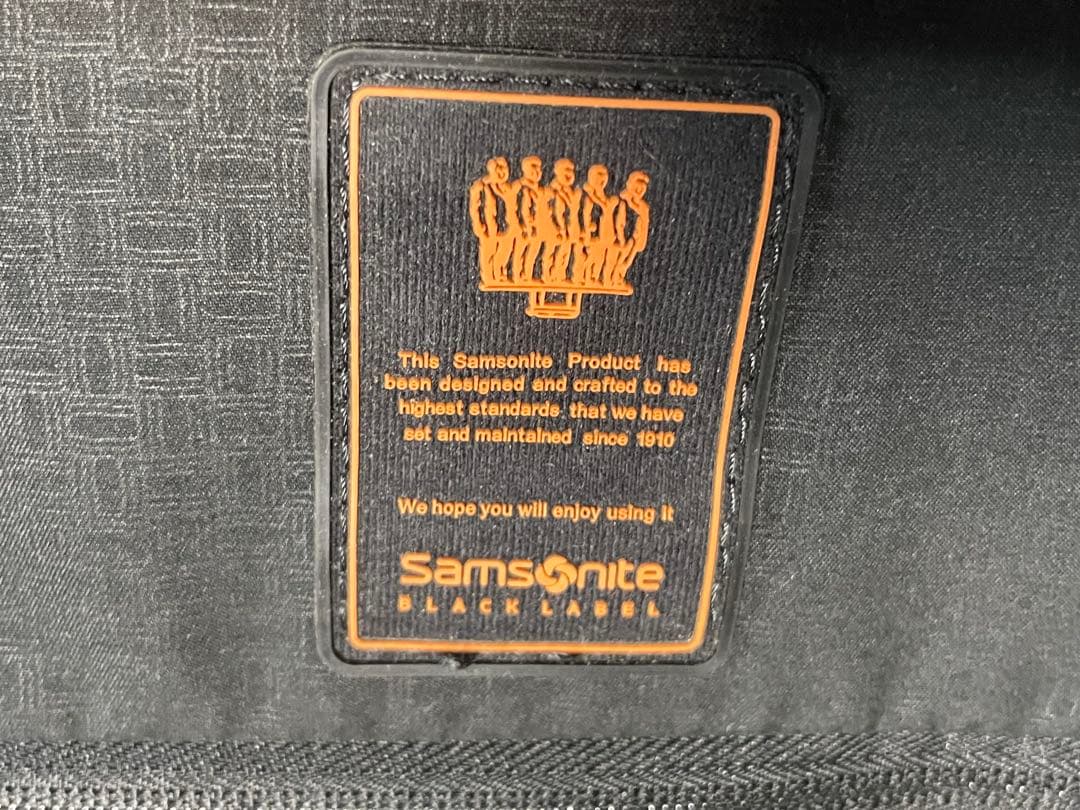 This Samsonite Product has
been designed and crafted to the
highest standards that we have
set and maintained since 1910
We hope you will enjoy using it
Samsonite
BLACK LABEL